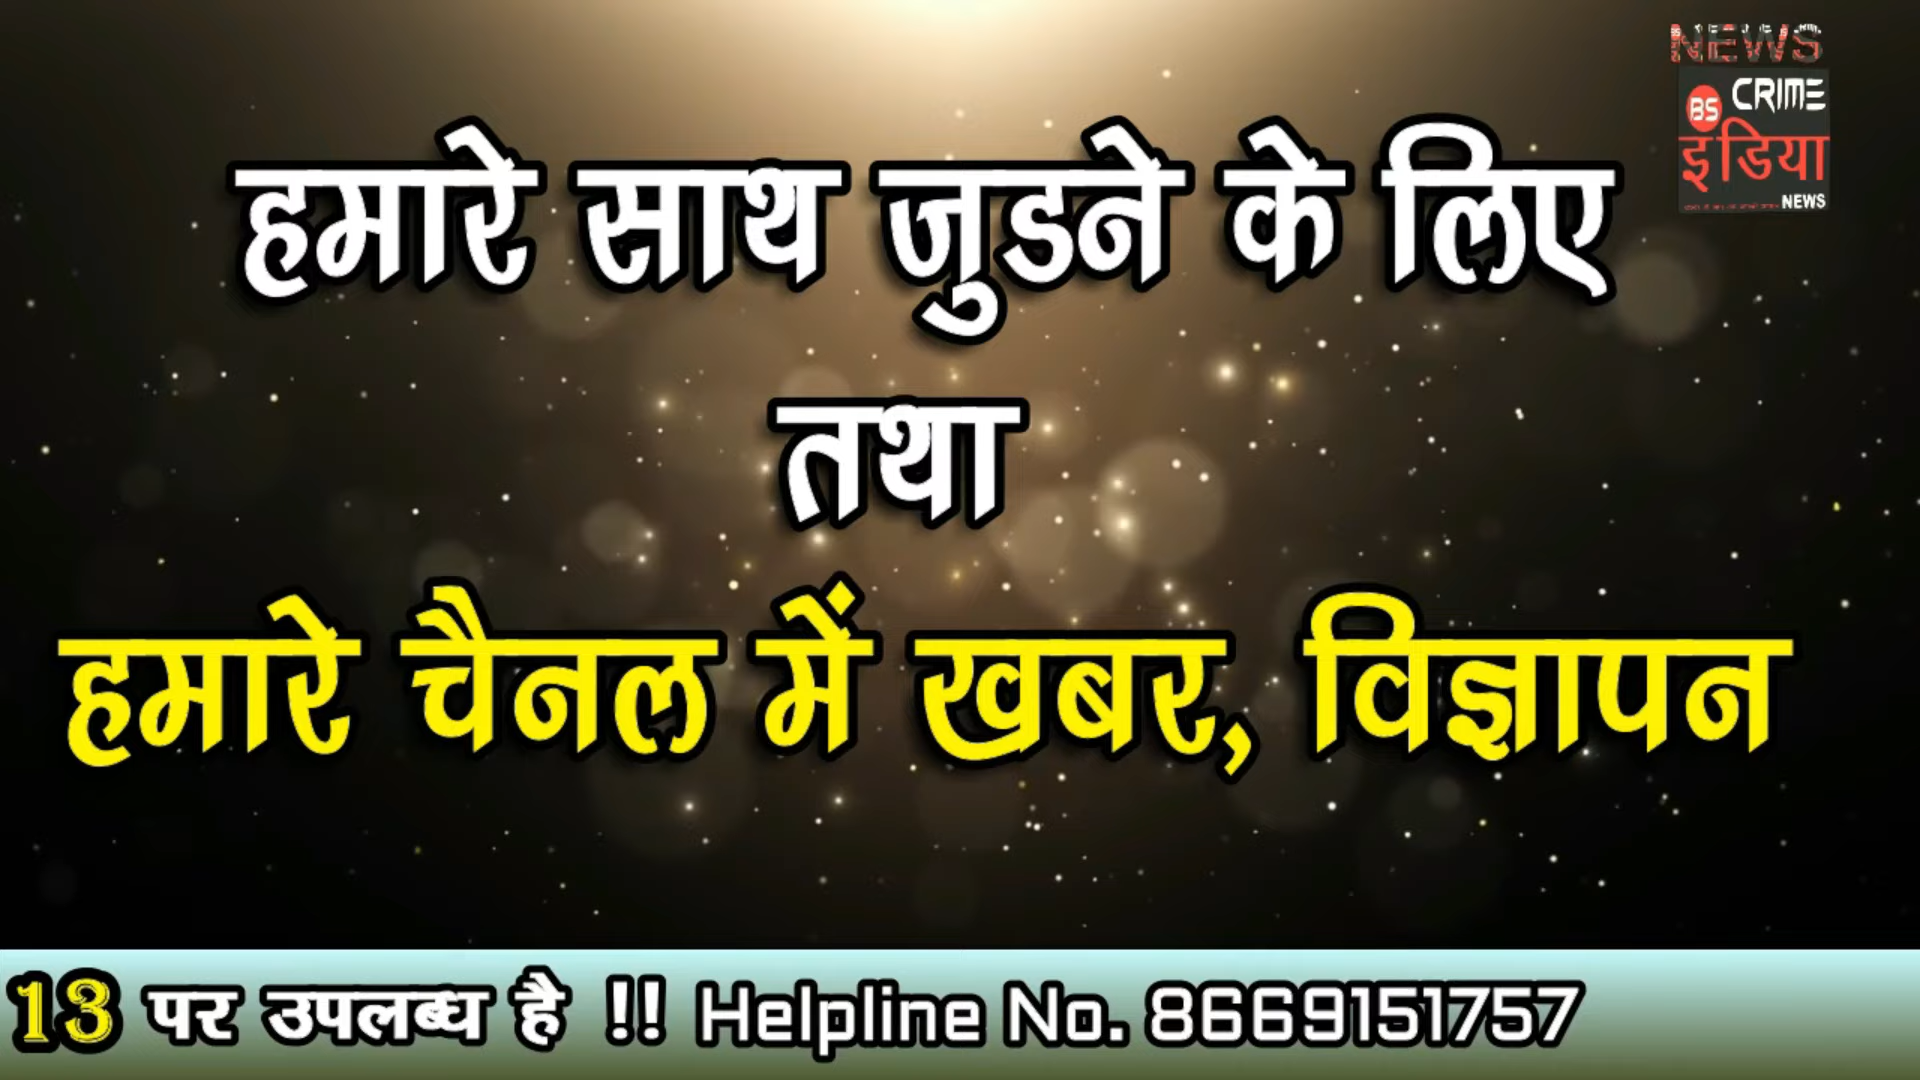 NEWS
BS CRIME
इंडिया
NEWS
हमारे साथ जुडने के लिए
तथा
हमारे चैनल में खबर, विज्ञापन
13 पर उपलब्ध है !! Helpline No. 8669151757